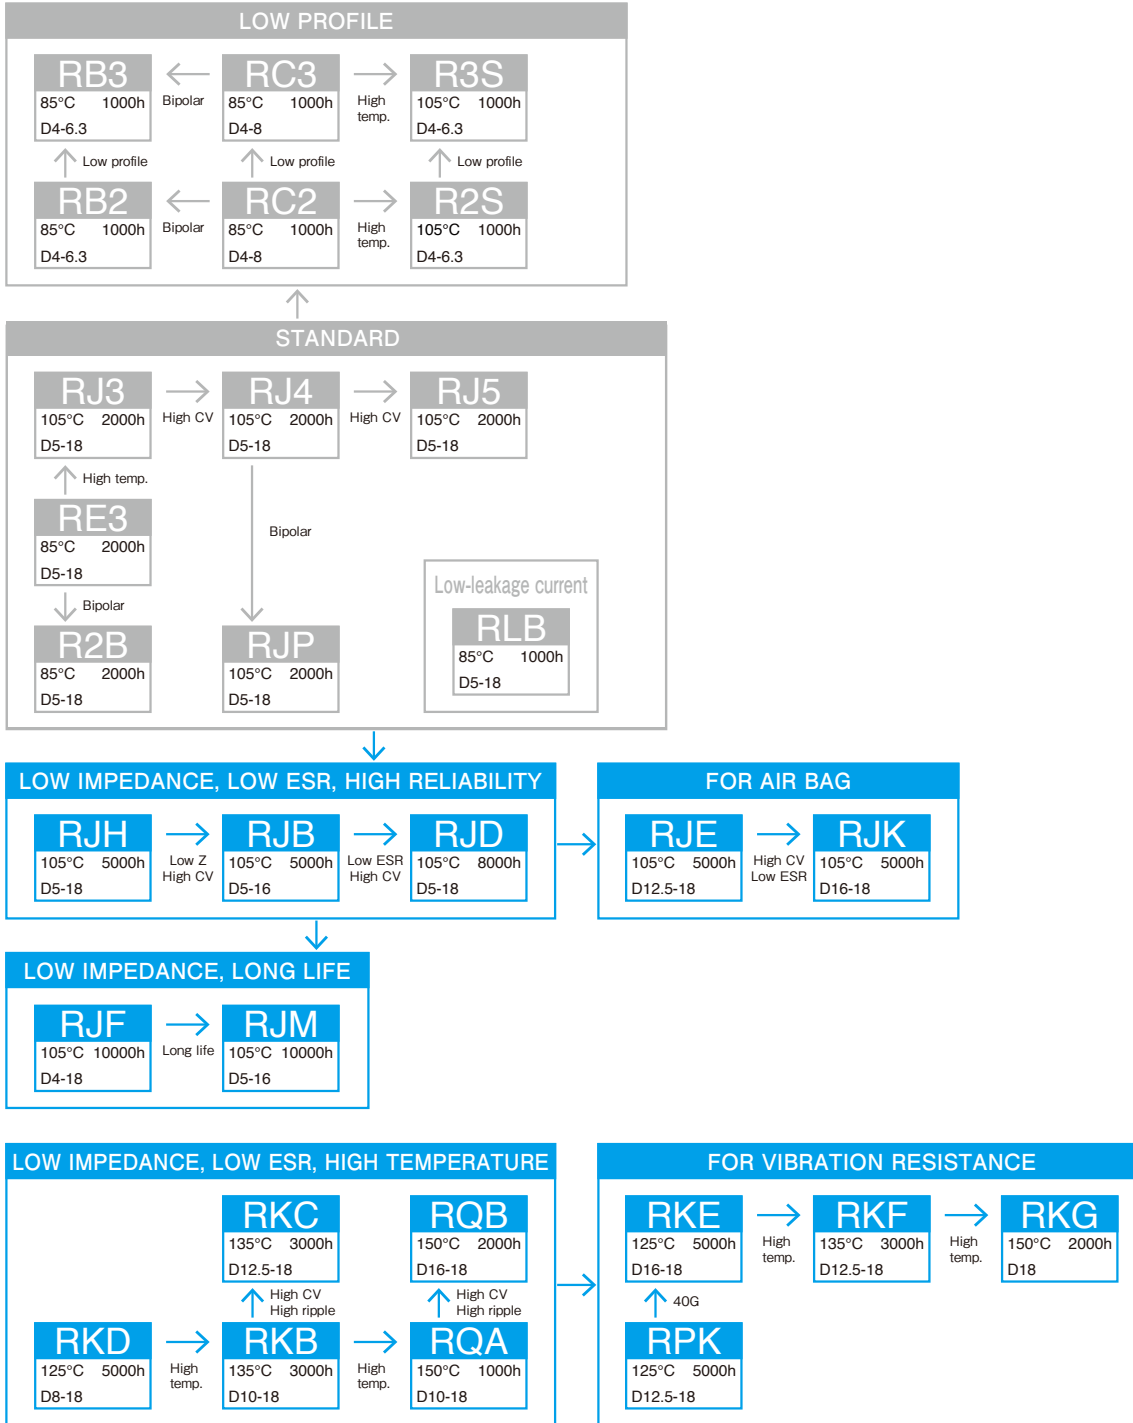 LOW PROFILE
RB3
85°C 1000h
D4-6.3
Bipolar
RC3
85°C 1000h
D4-8
High
temp.
R3S
105°C 1000h
D4-6.3
Low profile
Low profile
Low profile
RB2
85°C 1000h
D4-6.3
Bipolar
RC2
85°C 1000h
D4-8
High
temp.
R2S
105°C 1000h
D4-6.3
STANDARD
RJ3
105°C 2000h
D5-18
High CV
RJ4
105°C 2000h
D5-18
High CV
RJ5
105°C 2000h
D5-18
High temp.
RE3
85°C 2000h
D5-18
Bipolar
Bipolar
R2B
85°C 2000h
D5-18
RJP
105°C 2000h
D5-18
Low-leakage current
RLB
85°C 1000h
D5-18
LOW IMPEDANCE, LOW ESR, HIGH RELIABILITY
RJH
105°C 5000h
D5-18
Low Z
High CV
RJB
105°C 5000h
D5-16
Low ESR
High CV
RJD
105°C 8000h
D5-18
FOR AIR BAG
RJE
105°C 5000h
D12.5-18
High CV
Low ESR
RJK
105°C 5000h
D16-18
LOW IMPEDANCE, LONG LIFE
RJF
105°C 10000h
D4-18
Long life
RJM
105°C 10000h
D5-16
LOW IMPEDANCE, LOW ESR, HIGH TEMPERATURE
RKC
135°C 3000h
D12.5-18
RQB
150°C 2000h
D16-18
High CV
High ripple
High CV
High ripple
RKD
125°C 5000h
D8-18
High
temp.
RKB
135°C 3000h
D10-18
High
temp.
RQA
150°C 1000h
D10-18
FOR VIBRATION RESISTANCE
RKE
125°C 5000h
D16-18
High
temp.
RKF
135°C 3000h
D12.5-18
High
temp.
RKG
150°C 2000h
D18
40G
RPK
125°C 5000h
D12.5-18